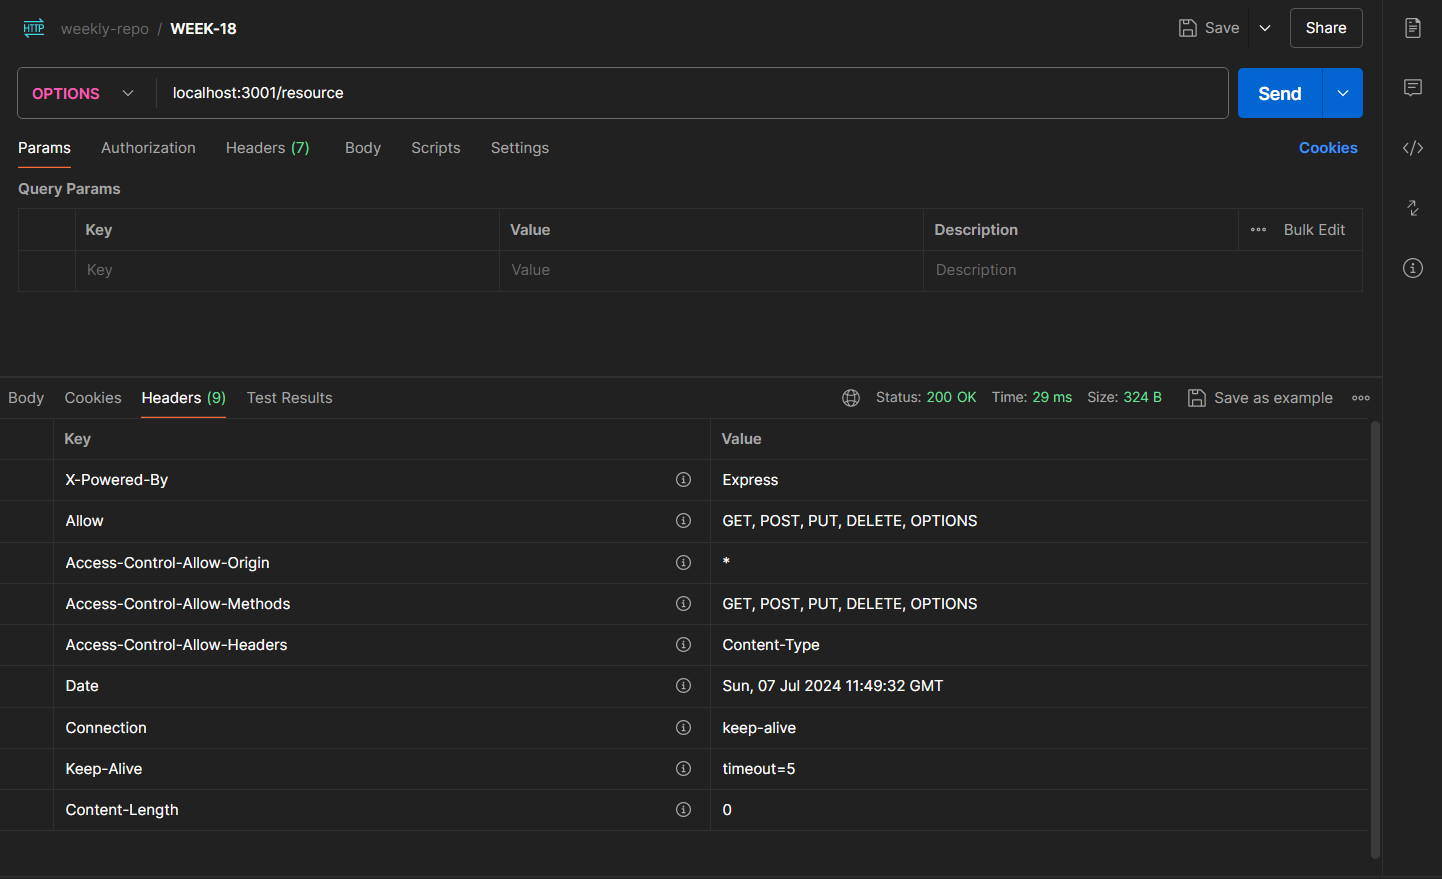 HTTP weekly-repo / WEEK-18 Save Share
OPTIONS localhost:3001/resource Send
Params Authorization Headers (7) Body Scripts Settings Cookies
Query Params
Key Value Description Bulk Edit
Key Value Description
Body Cookies Headers (9) Test Results Status: 200 OK Time: 29 ms Size: 324 B Save as example
Key Value
X-Powered-By Express
Allow GET, POST, PUT, DELETE, OPTIONS
Access-Control-Allow-Origin *
Access-Control-Allow-Methods GET, POST, PUT, DELETE, OPTIONS
Access-Control-Allow-Headers Content-Type
Date Sun, 07 Jul 2024 11:49:32 GMT
Connection keep-alive
Keep-Alive timeout=5
Content-Length 0